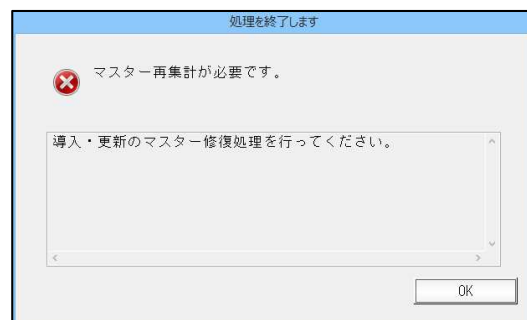 処理を終了します
マスター再集計が必要です。
導入・更新のマスター修復処理を行ってください。
OK